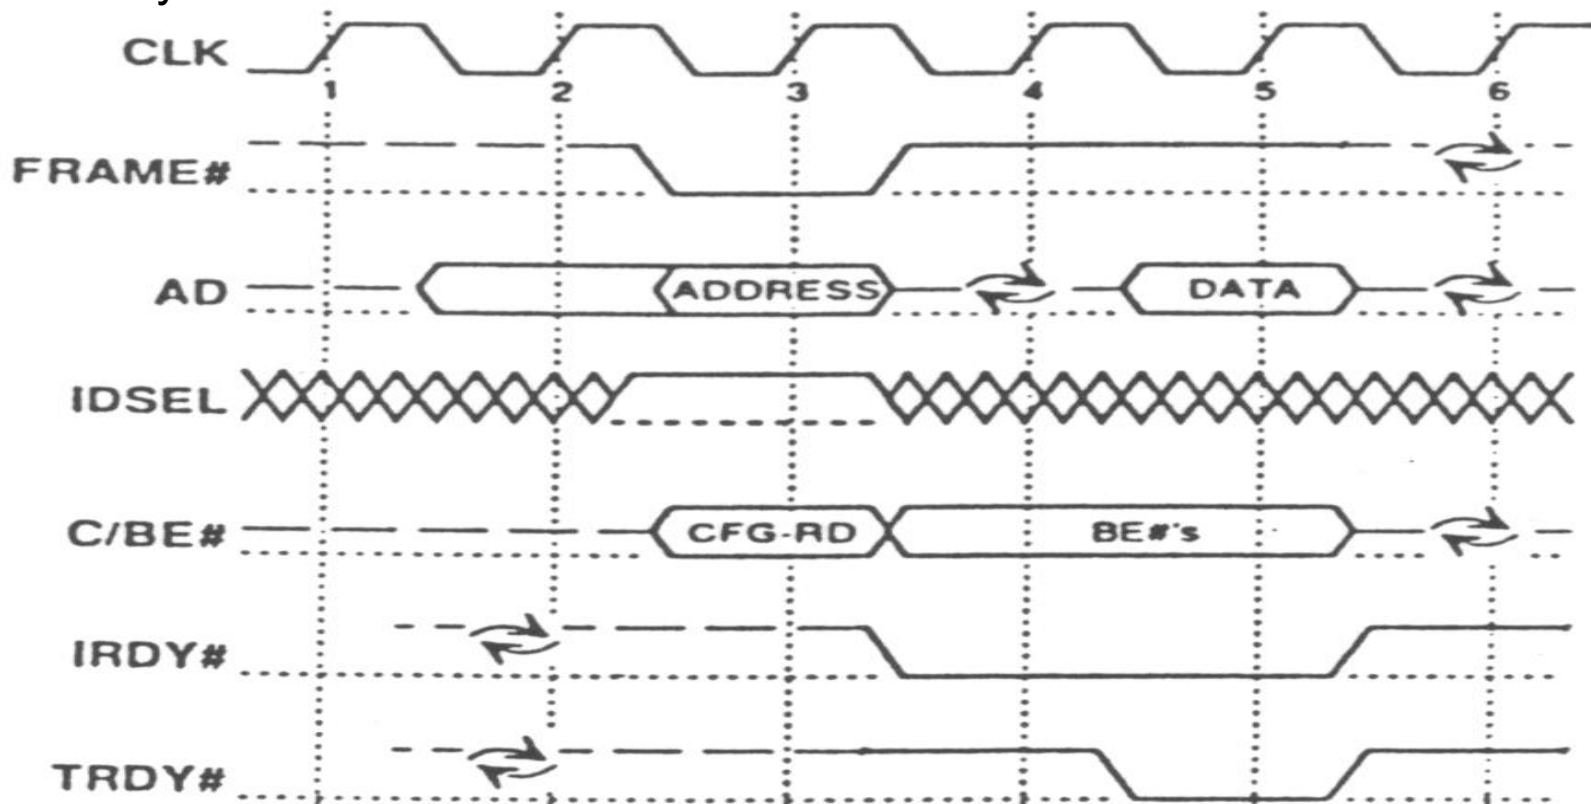 CLK
1 2 3 4 5 6
FRAME#
AD ADDRESS DATA
IDSEL
C/BE# CFG-RD BE#'s
IRDY#
TRDY#